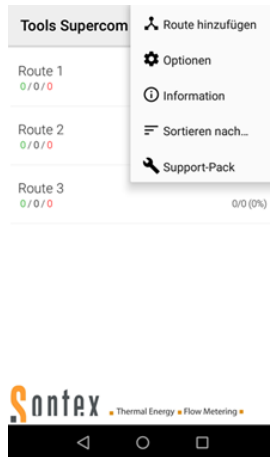 Tools Supercom
Route hinzufügen
Optionen
Information
Sortieren nach...
Support-Pack
Route 1
0/0/0
Route 2
0/0/0
Route 3
0/0/0
0/0 (0%)
Sontex Thermal Energy Flow Metering